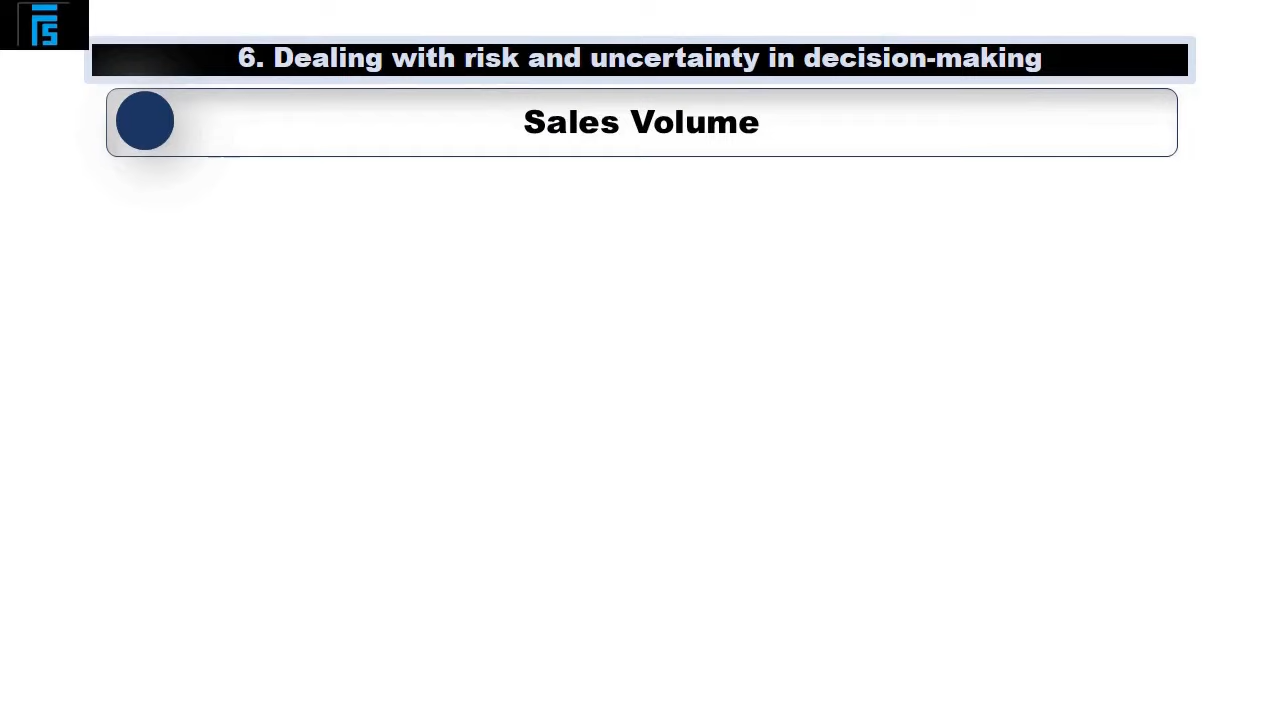 6. Dealing with risk and uncertainty in decision-making
Sales Volume